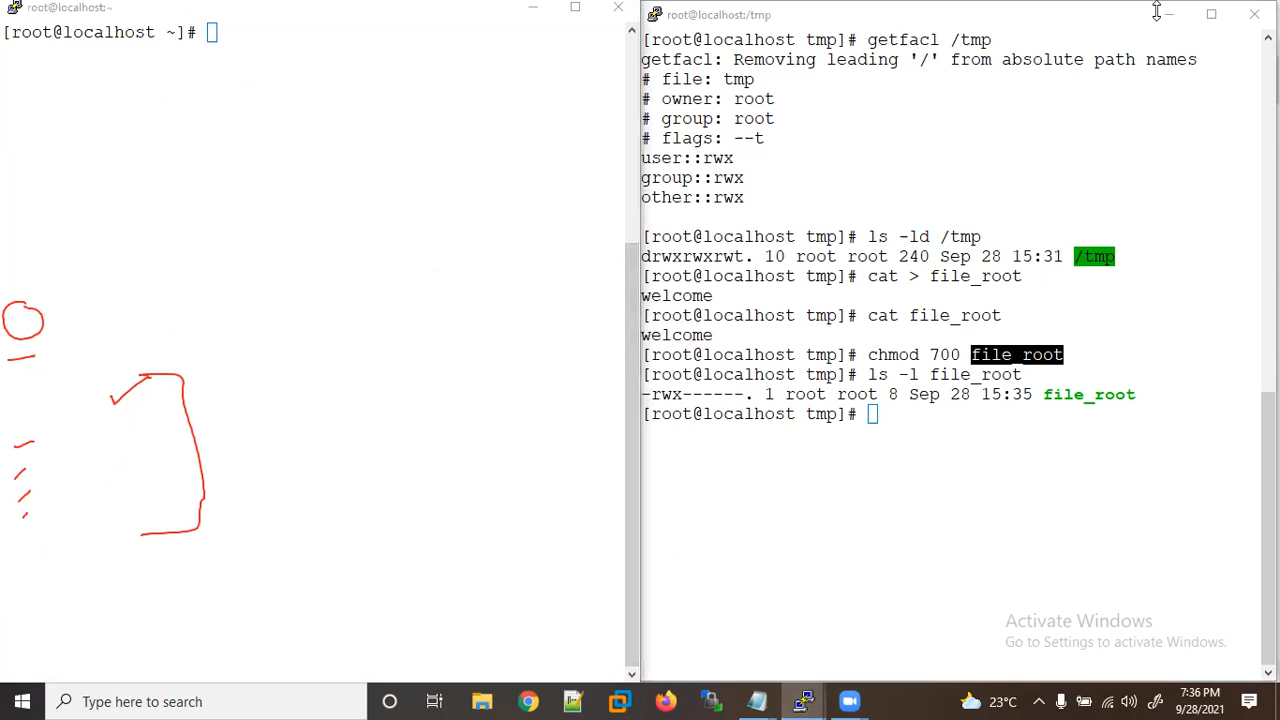 root@localhost:~
[root@localhost ~]#
root@localhost:/tmp
[root@localhost tmp]# getfacl /tmp
getfacl: Removing leading '/' from absolute path names
# file: tmp
# owner: root
# group: root
# flags: --t
user::rwx
group::rwx
other::rwx
[root@localhost tmp]# ls -ld /tmp
drwxrwxrwt. 10 root root 240 Sep 28 15:31 /tmp
[root@localhost tmp]# cat > file_root
welcome
[root@localhost tmp]# cat file_root
welcome
[root@localhost tmp]# chmod 700 file_root
[root@localhost tmp]# ls -l file_root
-rwx------. 1 root root 8 Sep 28 15:35 file_root
[root@localhost tmp]#
Activate Windows
Go to Settings to activate Windows.
Type here to search
23°C
7:36 PM
9/28/2021